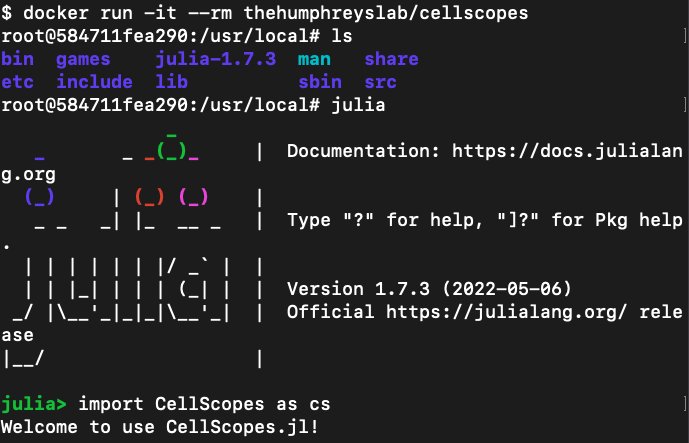 $ docker run -it --rm thehumphreyslab/cellscopes
root@584711fea290:/usr/local# ls
bin  games    julia-1.7.3  man   share
etc  include  lib          sbin  src
root@584711fea290:/usr/local# julia
               _
   _       _ _(_)_     |  Documentation: https://docs.julialan
g.org
  (_)     | (_) (_)    |
   _ _   _| |_  __ _   |  Type "?" for help, "]?" for Pkg help
.
  | | | | | | |/ _` |  |
  | | |_| | | | (_| |  |  Version 1.7.3 (2022-05-06)
 _/ |\__'_|_|_|\__'_|  |  Official https://julialang.org/ rele
ase
|__/                   |
julia> import CellScopes as cs
Welcome to use CellScopes.jl!